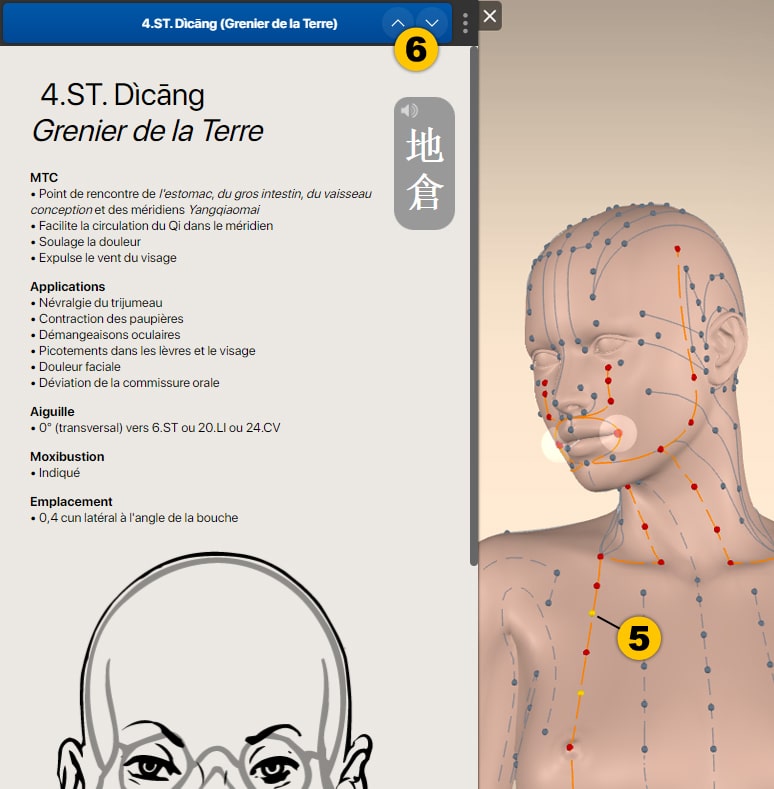 4.ST. Dìcāng (Grenier de la Terre)
6
4.ST. Dìcāng
Grenier de la Terre
地
倉
MTC
• Point de rencontre de l'estomac, du gros intestin, du vaisseau
conception et des méridiens Yangqiaomai
• Facilite la circulation du Qi dans le méridien
• Soulage la douleur
• Expulse le vent du visage
Applications
• Névralgie du trijumeau
• Contraction des paupières
• Démangeaisons oculaires
• Picotements dans les lèvres et le visage
• Douleur faciale
• Déviation de la commissure orale
Aiguille
• 0° (transversal) vers 6.ST ou 20.LI ou 24.CV
Moxibustion
• Indiqué
Emplacement
• 0,4 cun latéral à l'angle de la bouche
5